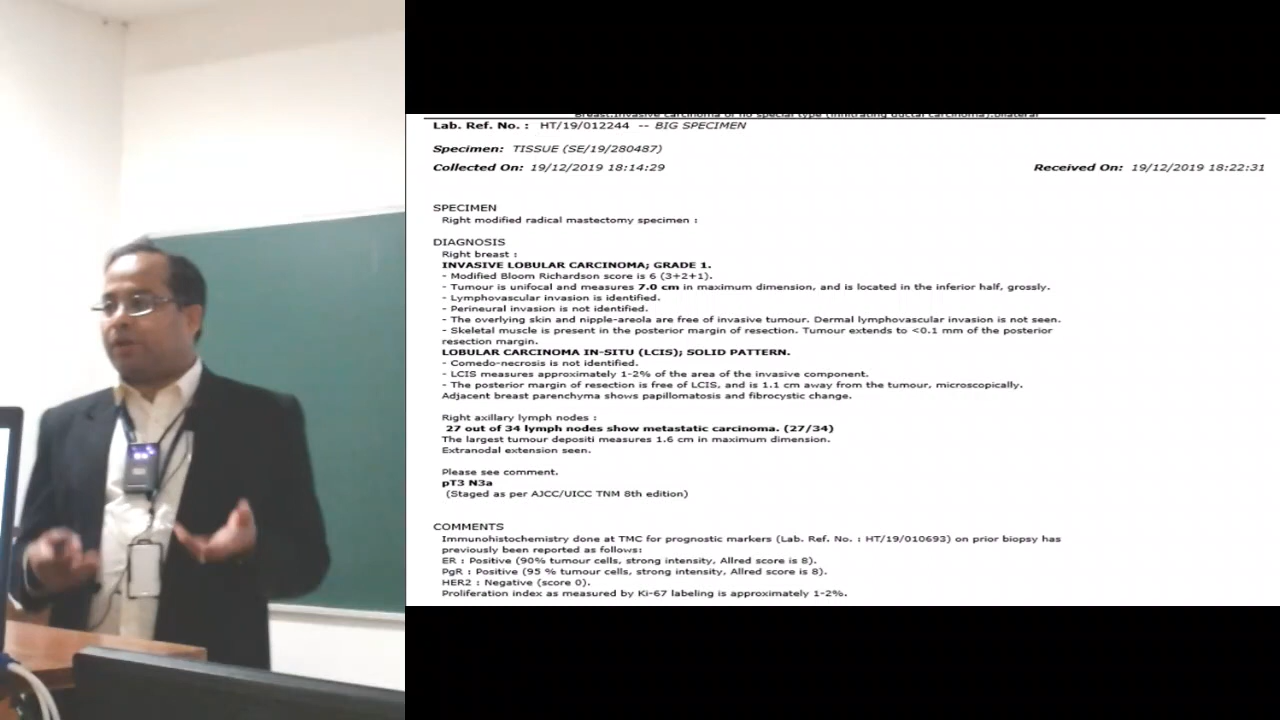 Breast:Invasive carcinoma of no special type (infiltrating ductal carcinoma):bilateral
Lab. Ref. No. : HT/19/012244 -- BIG SPECIMEN
Specimen: TISSUE (SE/19/280487)
Collected On: 19/12/2019 18:14:29 Received On: 19/12/2019 18:22:31
SPECIMEN
Right modified radical mastectomy specimen :
DIAGNOSIS
Right breast :
INVASIVE LOBULAR CARCINOMA; GRADE 1.
- Modified Bloom Richardson score is 6 (3+2+1).
- Tumour is unifocal and measures 7.0 cm in maximum dimension, and is located in the inferior half, grossly.
- Lymphovascular invasion is identified.
- Perineural invasion is not identified.
- The overlying skin and nipple-areola are free of invasive tumour. Dermal lymphovascular invasion is not seen.
- Skeletal muscle is present in the posterior margin of resection. Tumour extends to <0.1 mm of the posterior
resection margin.
LOBULAR CARCINOMA IN-SITU (LCIS); SOLID PATTERN.
- Comedo-necrosis is not identified.
- LCIS measures approximately 1-2% of the area of the invasive component.
- The posterior margin of resection is free of LCIS, and is 1.1 cm away from the tumour, microscopically.
Adjacent breast parenchyma shows papillomatosis and fibrocystic change.
Right axillary lymph nodes :
27 out of 34 lymph nodes show metastatic carcinoma. (27/34)
The largest tumour depositi measures 1.6 cm in maximum dimension.
Extranodal extension seen.
Please see comment.
pT3 N3a
(Staged as per AJCC/UICC TNM 8th edition)
COMMENTS
Immunohistochemistry done at TMC for prognostic markers (Lab. Ref. No. : HT/19/010693) on prior biopsy has
previously been reported as follows:
ER : Positive (90% tumour cells, strong intensity, Allred score is 8).
PgR : Positive (95 % tumour cells, strong intensity, Allred score is 8).
HER2 : Negative (score 0).
Proliferation index as measured by Ki-67 labeling is approximately 1-2%.